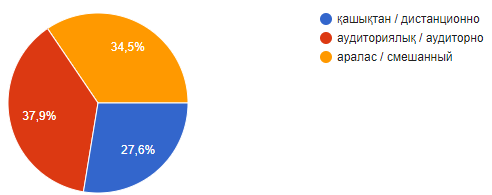 34,5%
37,9%
27,6%
қашықтан / дистанционно
аудиториялық / аудиторно
аралас / смешанный